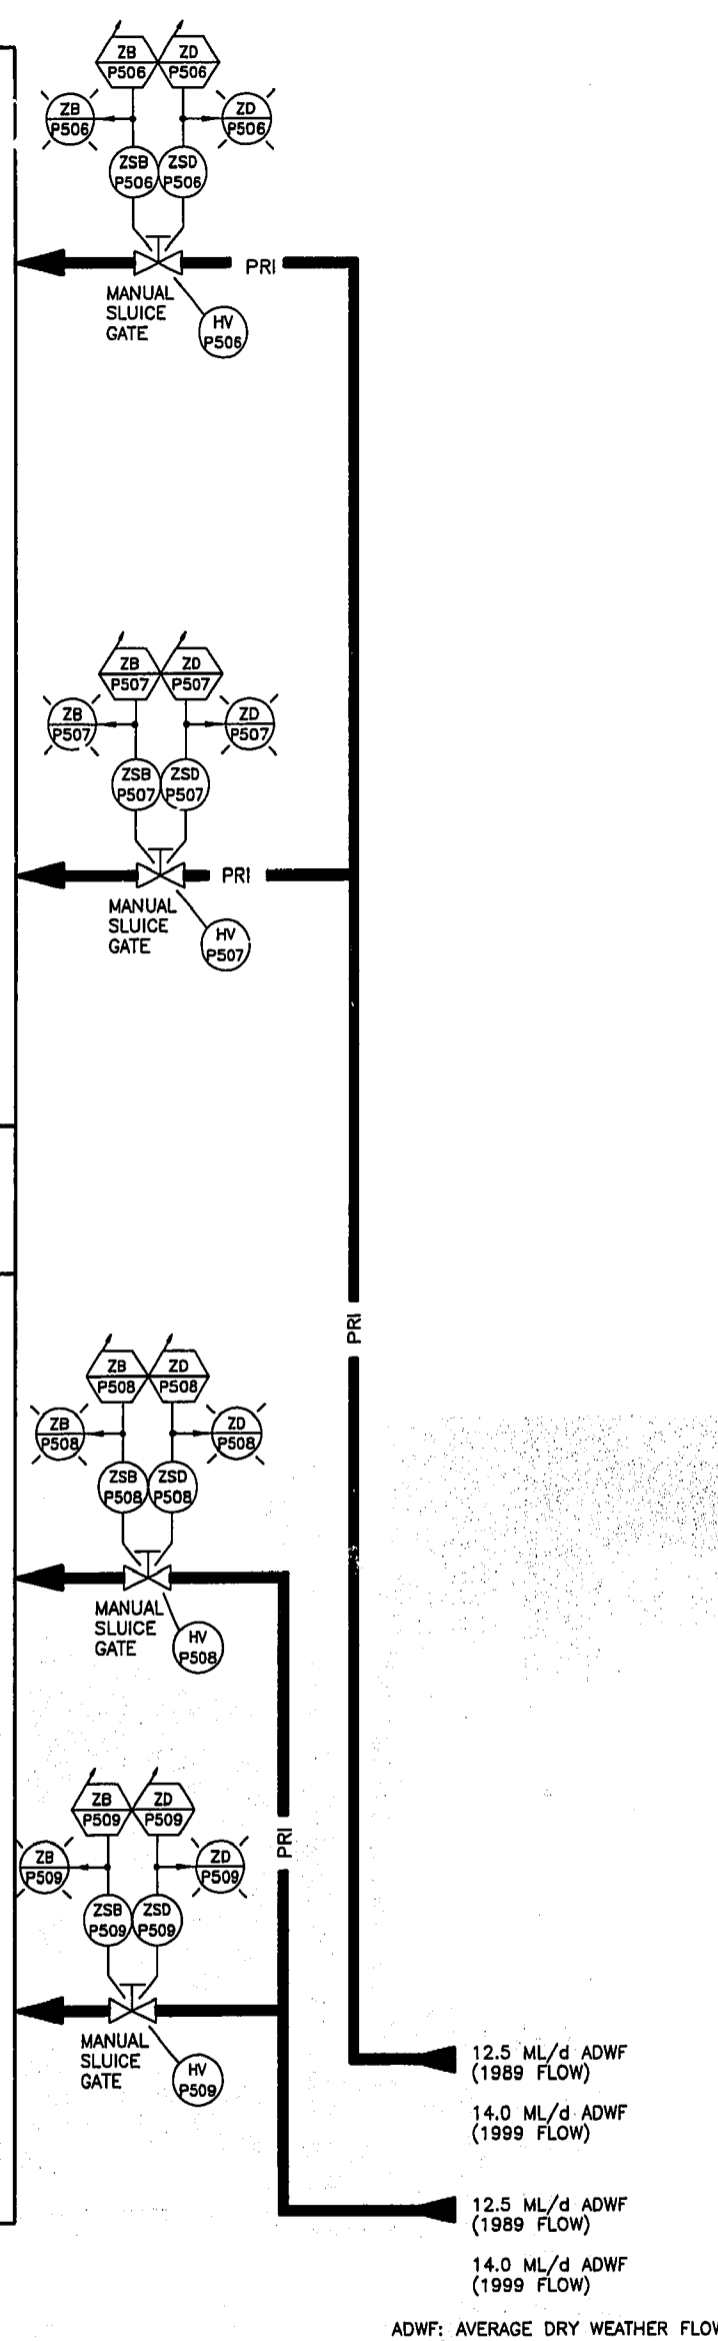 ZB ZD
P506 P506
ZB ZD
P506 P506
ZSB ZSD
P506 P506
PRI
MANUAL
SLUICE
GATE
HV
P506
ZB ZD
P507 P507
ZB ZD
P507 P507
ZSB ZSD
P507 P507
PRI
MANUAL
SLUICE
GATE
HV
P507
PRI
ZB ZD
P508 P508
ZB ZD
P508 P508
ZSB ZSD
P508 P508
MANUAL
SLUICE
GATE
HV
P508
ZB ZD
P509 P509
PRI
ZB ZD
P509 P509
ZSB ZSD
P509 P509
MANUAL
SLUICE
GATE
HV
P509
12.5 ML/d ADWF
(1989 FLOW)
14.0 ML/d ADWF
(1999 FLOW)
12.5 ML/d ADWF
(1989 FLOW)
14.0 ML/d ADWF
(1999 FLOW)
ADWF: AVERAGE DRY WEATHER FLOW